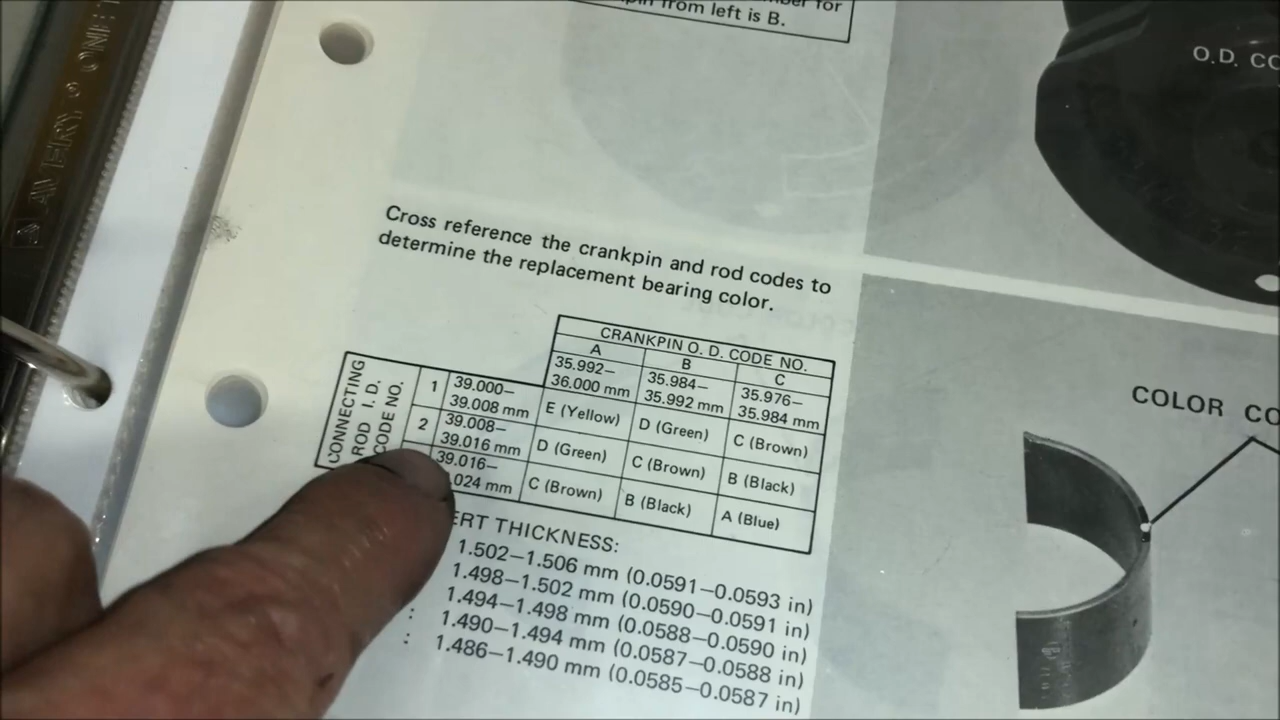 AVERY
for
from left is B.
O.D.
Cross reference the crankpin and rod codes to
determine the replacement bearing color.
CRANKPIN O. D. CODE NO.
A B C
35.992– 35.984– 35.976–
36.000 mm 35.992 mm 35.984 mm
CONNECTING
ROD I. D.
CODE NO.
1 39.000– E (Yellow) D (Green) C (Brown)
39.008 mm
2 39.008– D (Green) C (Brown) B (Black)
39.016 mm
39.016– C (Brown) B (Black) A (Blue)
024 mm
THICKNESS:
1.502–1.506 mm (0.0591–0.0593 in)
1.498–1.502 mm (0.0590–0.0591 in)
: 1.494–1.498 mm (0.0588–0.0590 in)
: 1.490–1.494 mm (0.0587–0.0588 in)
1.486–1.490 mm (0.0585–0.0587 in)
COLOR